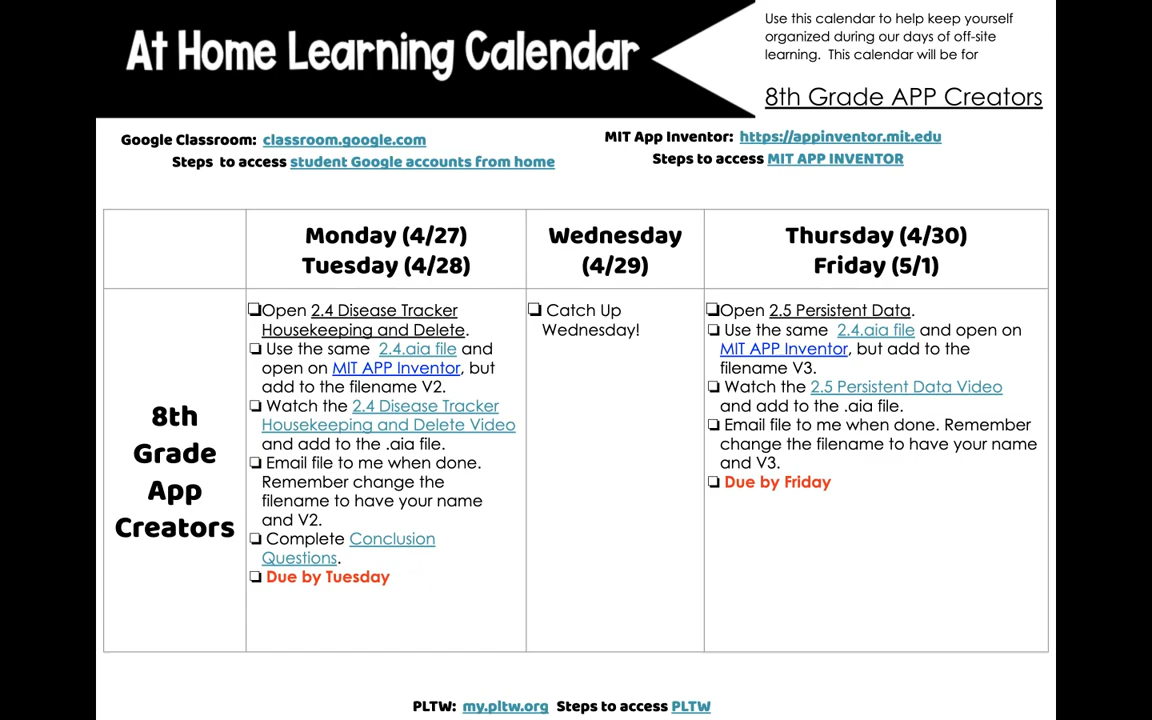 At Home Learning Calendar
Use this calendar to help keep yourself
organized during our days of off-site
learning. This calendar will be for
8th Grade APP Creators
Google Classroom: classroom.google.com
Steps to access student Google accounts from home
MIT App Inventor: https://appinventor.mit.edu
Steps to access MIT APP INVENTOR
Monday (4/27)
Tuesday (4/28)
Wednesday
(4/29)
Thursday (4/30)
Friday (5/1)
8th
Grade
App
Creators
❏Open 2.4 Disease Tracker
Housekeeping and Delete.
❏ Use the same 2.4.aia file and
open on MIT APP Inventor, but
add to the filename V2.
❏ Watch the 2.4 Disease Tracker
Housekeeping and Delete Video
and add to the .aia file.
❏ Email file to me when done.
Remember change the
filename to have your name
and V2.
❏ Complete Conclusion
Questions.
❏ Due by Tuesday
❏ Catch Up
Wednesday!
❏Open 2.5 Persistent Data.
❏ Use the same 2.4.aia file and open on
MIT APP Inventor, but add to the
filename V3.
❏ Watch the 2.5 Persistent Data Video
and add to the .aia file.
❏ Email file to me when done. Remember
change the filename to have your name
and V3.
❏ Due by Friday
PLTW: my.pltw.org Steps to access PLTW